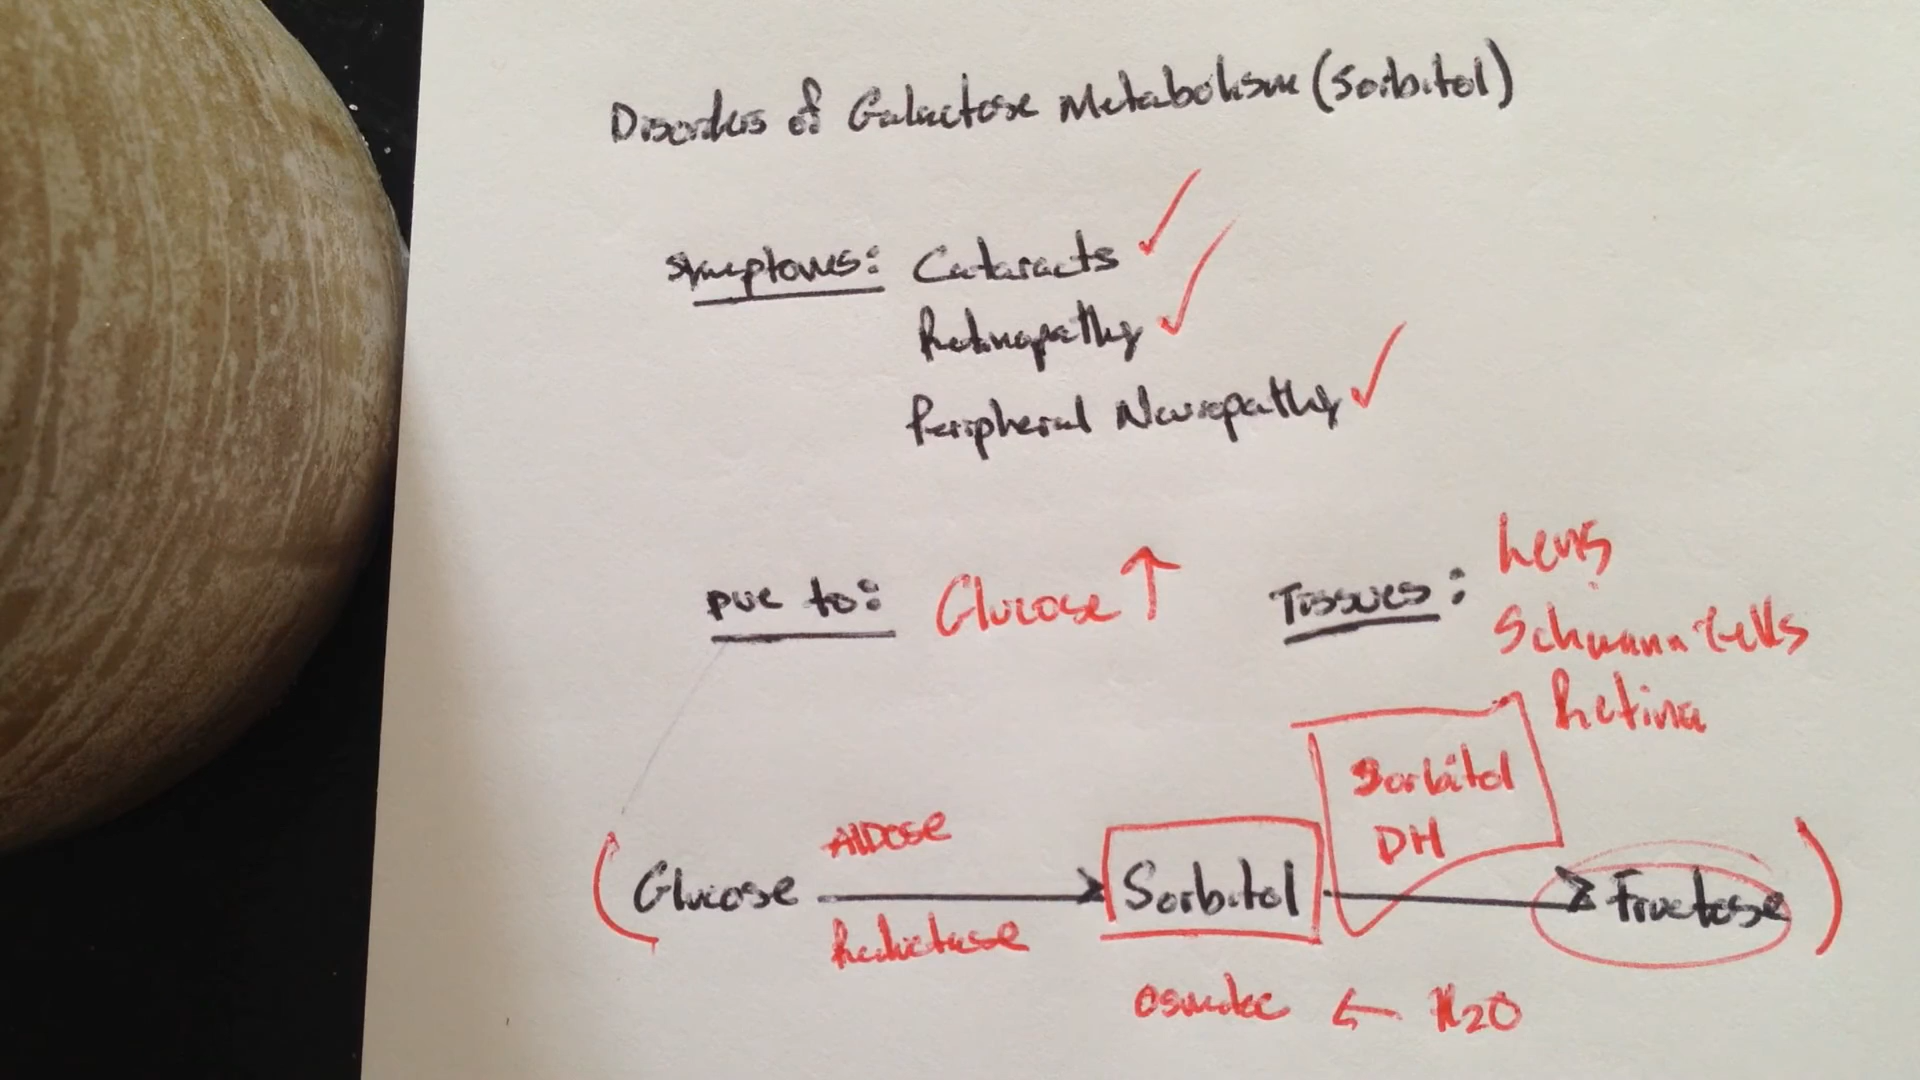 Disorders of Galactose Metabolism (Sorbitol)
Symptoms: Cataracts
Retinopathy
Peripheral Neuropathy
Due to: Glucose ↑
Tissues: Lens
Schwann Cells
Retina
Sorbitol
DH
Aldose
Glucose → Sorbitol → Fructose
Reductase
← H2O